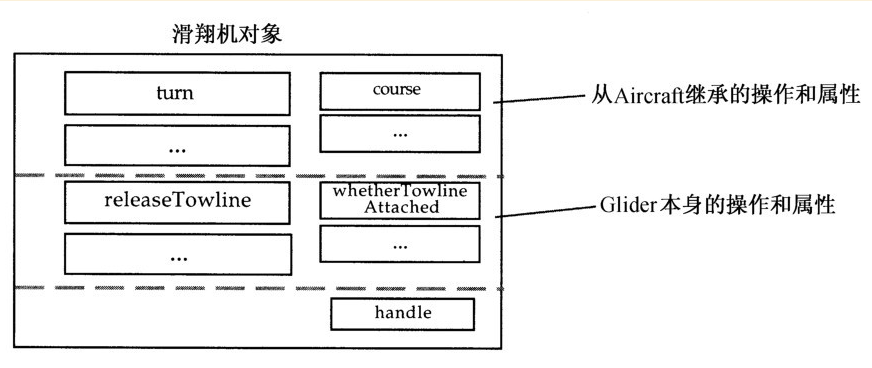 滑翔机对象
turn
course
从Aircraft继承的操作和属性
...
...
releaseTowline
whetherTowline
Attached
Glider本身的操作和属性
...
...
handle